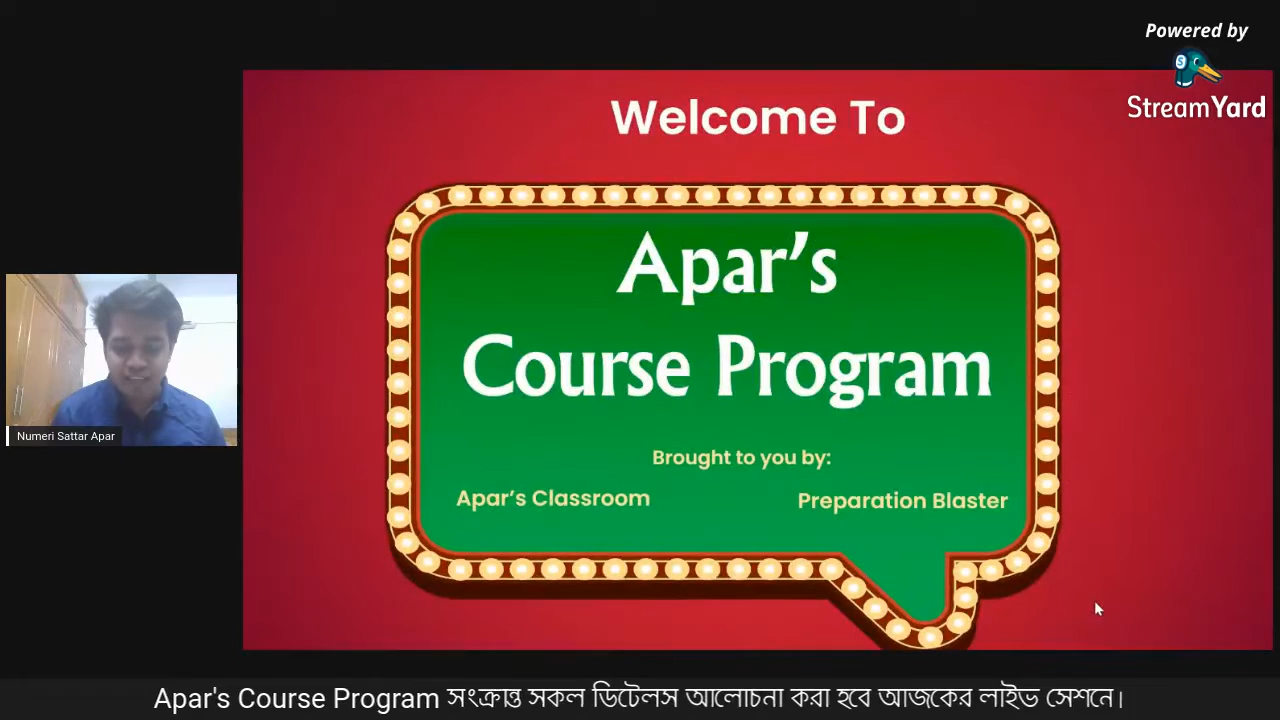 Powered by
StreamYard
Welcome To
Apar’s
Course Program
Brought to you by:
Apar’s Classroom
Preparation Blaster
Numeri Sattar Apar
Apar's Course Program সংক্রান্ত সকল ডিটেলস আলোচনা করা হবে আজকের লাইভ সেশনে।